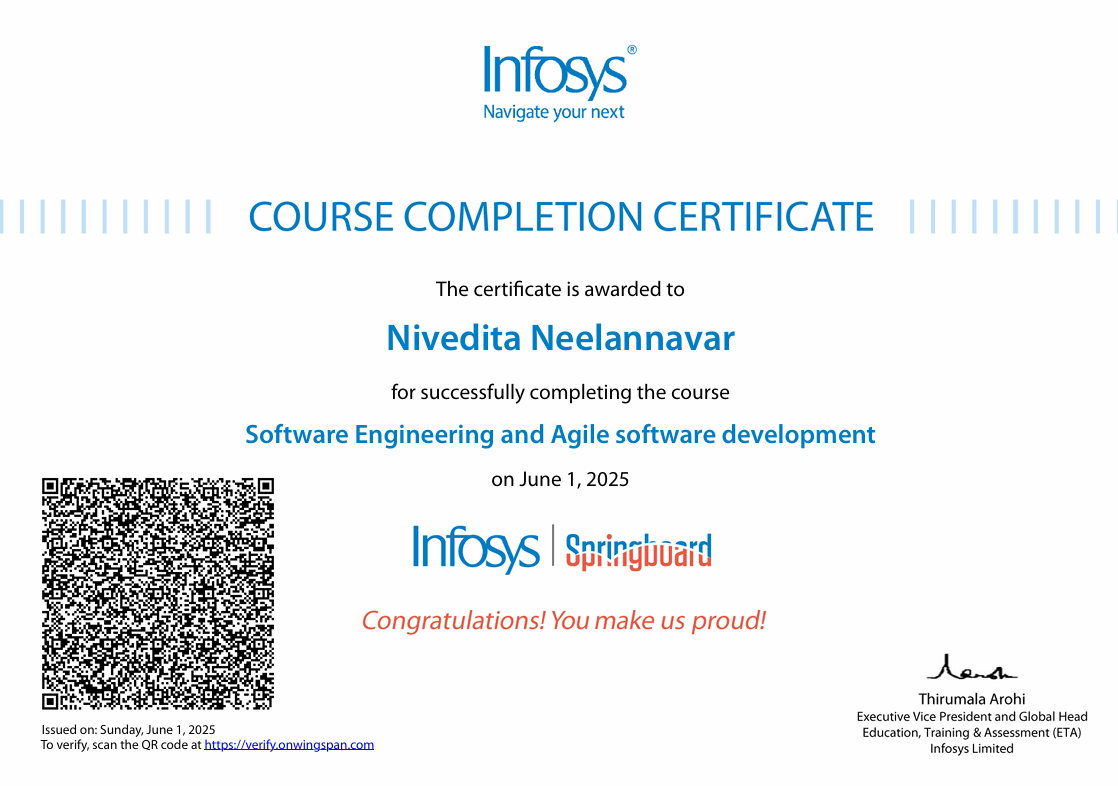 Infosys®
Navigate your next
COURSE COMPLETION CERTIFICATE
The certificate is awarded to
Nivedita Neelannavar
for successfully completing the course
Software Engineering and Agile software development
on June 1, 2025
Infosys | Springboard
Congratulations! You make us proud!
Issued on: Sunday, June 1, 2025
To verify, scan the QR code at https://verify.onwingspan.com
Thirumala Arohi
Executive Vice President and Global Head
Education, Training & Assessment (ETA)
Infosys Limited